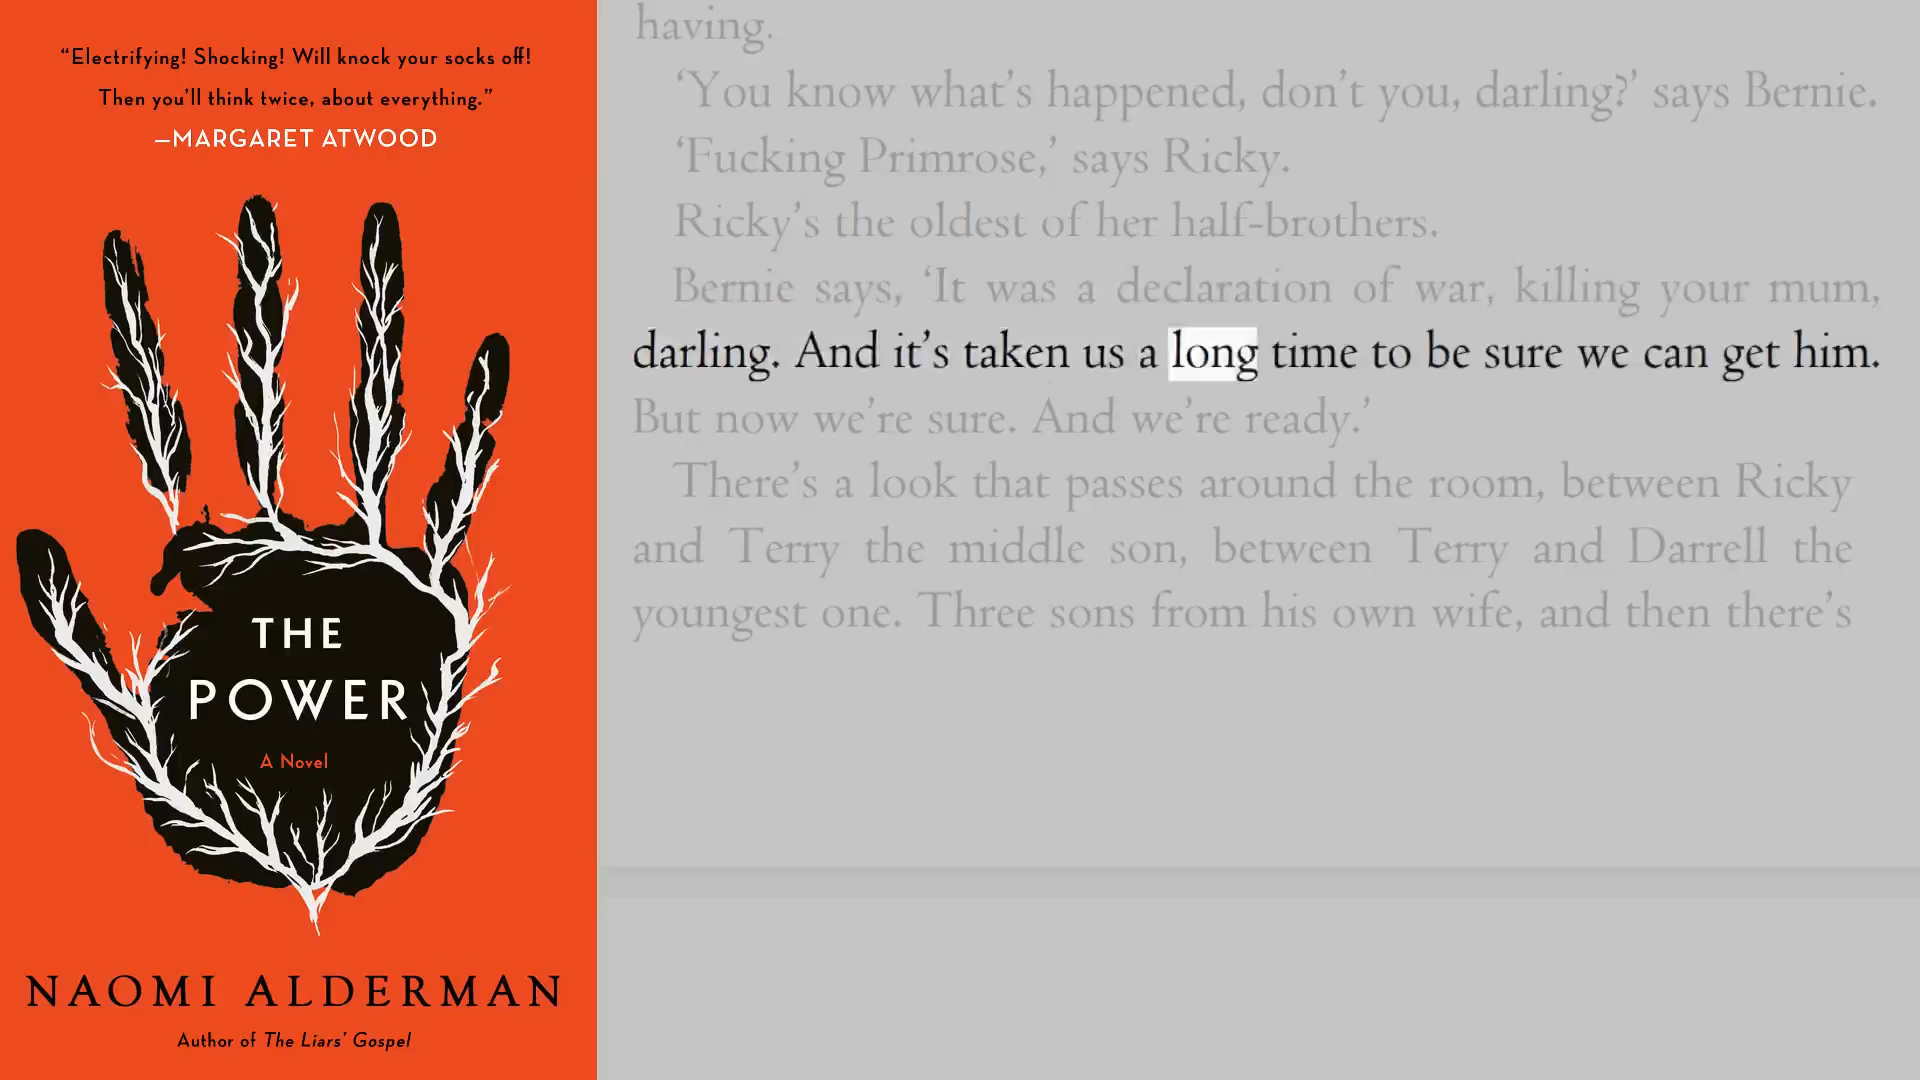 “Electrifying! Shocking! Will knock your socks off!
Then you’ll think twice, about everything.”
—MARGARET ATWOOD
THE
POWER
A Novel
NAOMI ALDERMAN
Author of The Liars’ Gospel
having.
‘You know what’s happened, don’t you, darling?’ says Bernie.
‘Fucking Primrose,’ says Ricky.
Ricky’s the oldest of her half-brothers.
Bernie says, ‘It was a declaration of war, killing your mum,
darling. And it’s taken us a long time to be sure we can get him.
But now we’re sure. And we’re ready.’
There’s a look that passes around the room, between Ricky
and Terry the middle son, between Terry and Darrell the
youngest one. Three sons from his own wife, and then there’s